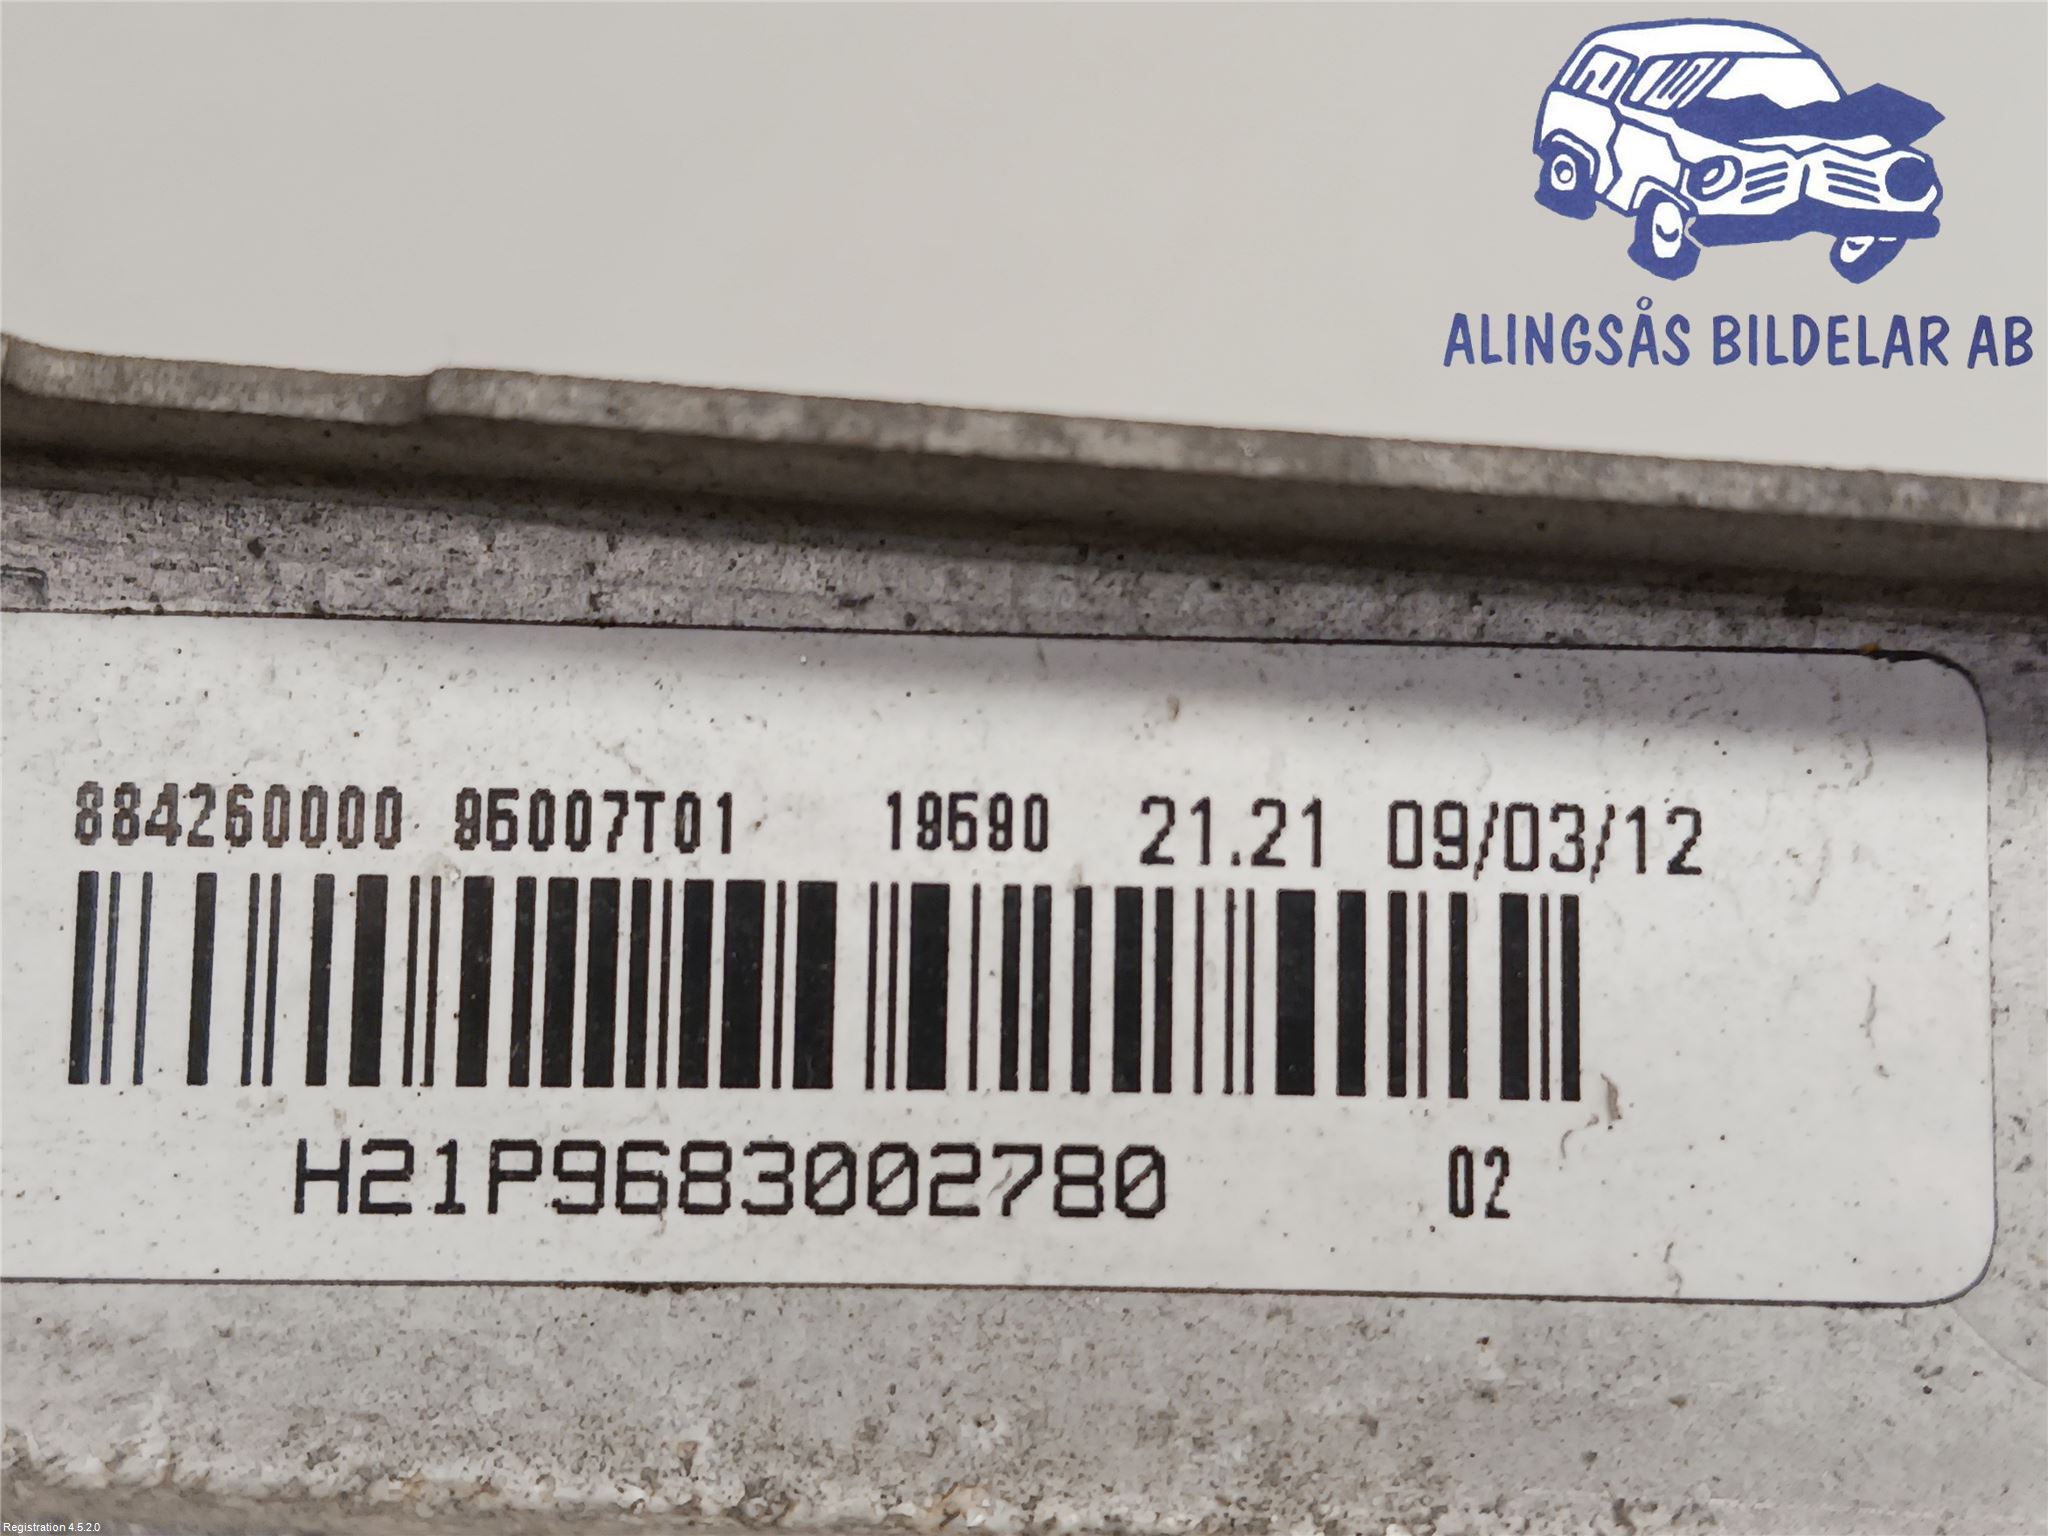 ALINGSÅS BILDELAR AB
884260000 95007T01 19590 21.21 09/03/12
H21P9683002780 02
Registration 4.5.2.0